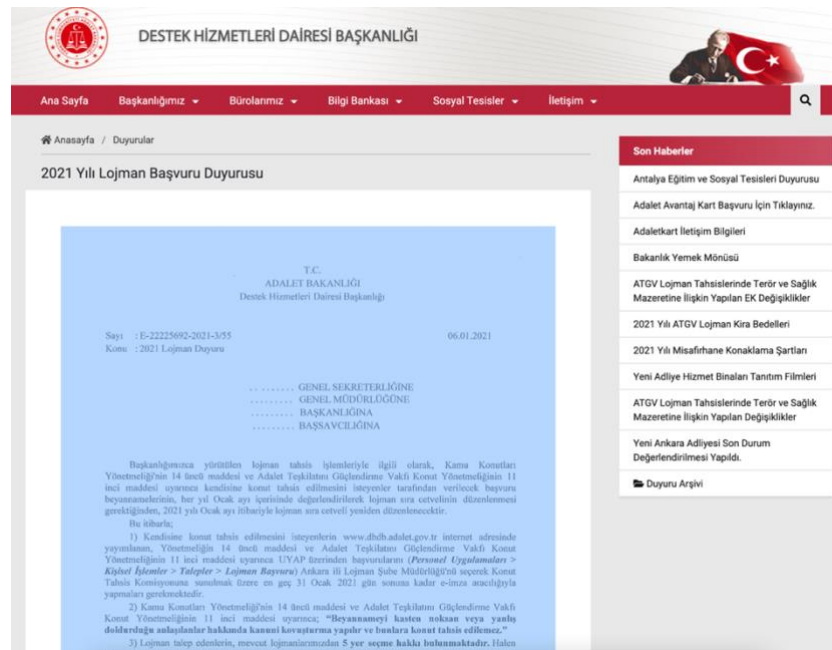 DESTEK HİZMETLERİ DAİRESİ BAŞKANLIĞI
Ana Sayfa Başkanlığımız Bürolarımız Bilgi Bankası Sosyal Tesisler İletişim
Anasayfa / Duyurular
2021 Yılı Lojman Başvuru Duyurusu
T.C.
ADALET BAKANLIĞI
Destek Hizmetleri Dairesi Başkanlığı
Sayı : E-22225692-2021-3/55 06.01.2021
Konu : 2021 Lojman Duyuru
.. ........ GENEL SEKRETERLİĞİNE
......... GENEL MÜDÜRLÜĞÜNE
......... BAŞKANLIĞINA
......... BAŞSAVCILIĞINA
Başkanlığımızca yürütülen lojman tahsis işlemleriyle ilgili olarak, Kamu Konutları
Yönetmeliği'nin 14 üncü maddesi ve Adalet Teşkilatını Güçlendirme Vakfı Konut Yönetmeliğinin 11
inci maddesi uyarınca kendisine konut tahsis edilmesini isteyenler tarafından verilecek başvuru
beyannamelerinin, her yıl Ocak ayı içerisinde değerlendirilerek lojman sıra cetvelinin düzenlenmesi
gerektiğinden, 2021 yılı Ocak ayı itibariyle lojman sıra cetveli yeniden düzenlenecektir.
Bu itibarla;
1) Kendisine konut tahsis edilmesini isteyenlerin www.dhdb.adalet.gov.tr internet adresinde
yayımlanan, Yönetmeliğin 14 üncü maddesi ve Adalet Teşkilatını Güçlendirme Vakfı Konut
Yönetmeliğinin 11 inci maddesi uyarınca UYAP üzerinden başvurularını (Personel Uygulamaları >
Kişisel İşlemler > Talepler > Lojman Başvuru) Ankara ili Lojman Şube Müdürlüğü'nü seçerek Konut
Tahsis Komisyonuna sunulmak üzere en geç 31 Ocak 2021 gün sonuna kadar e-imza aracılığıyla
yapmaları gerekmektedir.
2) Kamu Konutları Yönetmeliği'nin 14 üncü maddesi ve Adalet Teşkilatını Güçlendirme Vakfı
Konut Yönetmeliğinin 11 inci maddesi uyarınca; "Beyannameyi kasten noksan veya yanlış
doldurduğu anlaşılanlar hakkında kanuni kovuşturma yapılır ve bunlara konut tahsis edilemez."
3) Lojman talep edenlerin, mevcut lojmanlarımızdan 5 yer seçme hakkı bulunmaktadır. Halen
Son Haberler
Antalya Eğitim ve Sosyal Tesisleri Duyurusu
Adalet Avantaj Kart Başvuru İçin Tıklayınız.
Adaletkart İletişim Bilgileri
Bakanlık Yemek Mönüsü
ATGV Lojman Tahsislerinde Terör ve Sağlık
Mazeretine İlişkin Yapılan EK Değişiklikler
2021 Yılı ATGV Lojman Kira Bedelleri
2021 Yılı Misafirhane Konaklama Şartları
Yeni Adliye Hizmet Binaları Tanıtım Filmleri
ATGV Lojman Tahsislerinde Terör ve Sağlık
Mazeretine İlişkin Yapılan Değişiklikler
Yeni Ankara Adliyesi Son Durum
Değerlendirilmesi Yapıldı.
Duyuru Arşivi